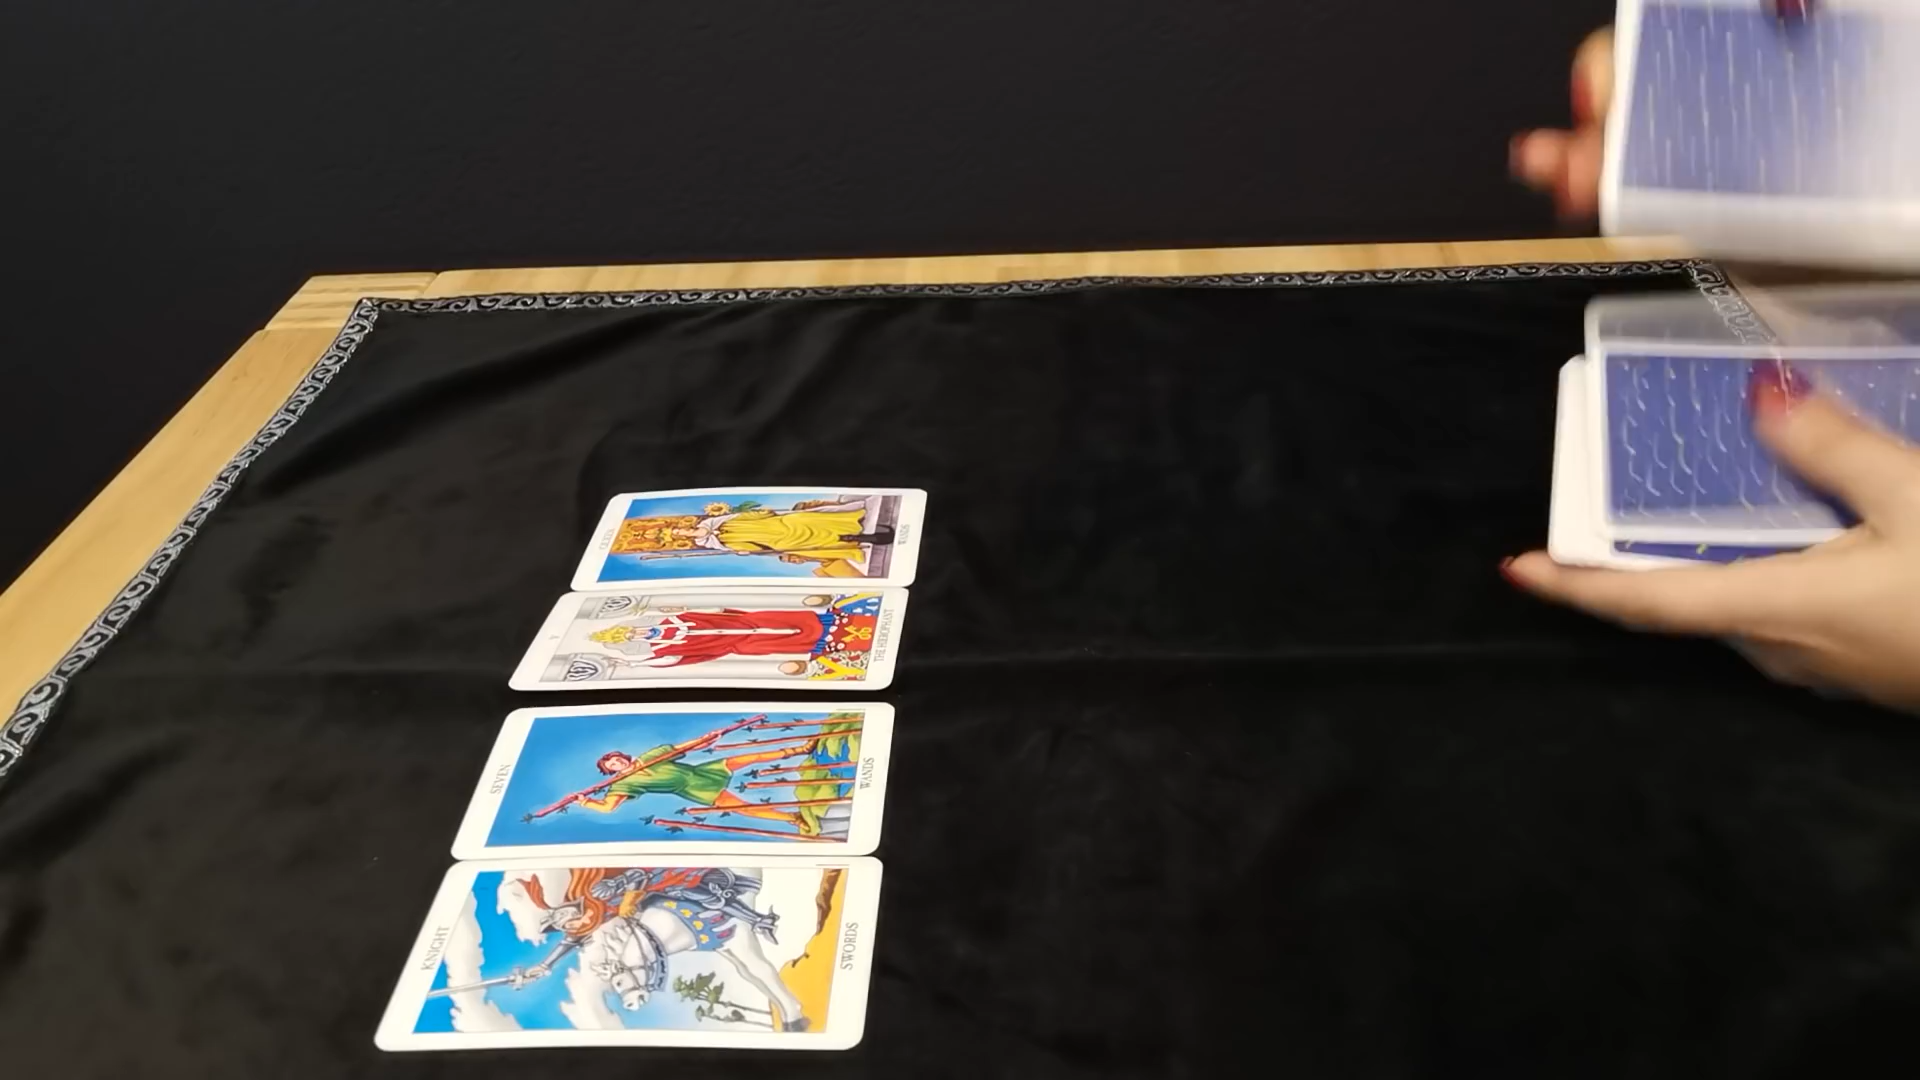 QUEEN
WANDS
V
THE HIEROPHANT
SEVEN
WANDS
KNIGHT
SWORDS